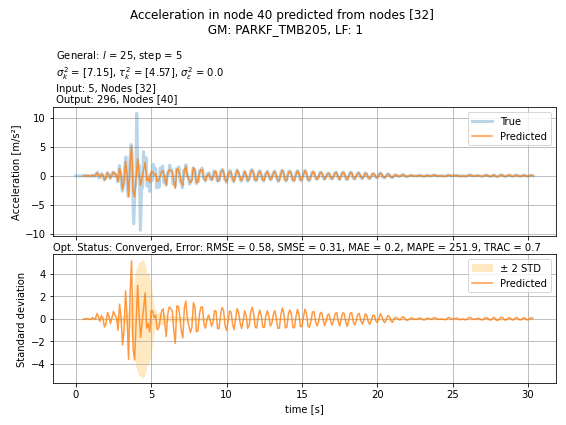 Acceleration in node 40 predicted from nodes [32]
GM: PARKF_TMB205, LF: 1
General: l = 25, step = 5
σ²ₖ = [7.15], τ²ₖ = [4.57], σ²ε = 0.0
Input: 5, Nodes [32]
Output: 296, Nodes [40]
Acceleration [m/s²]
10
5
0
−5
−10
True
Predicted
Opt. Status: Converged, Error: RMSE = 0.58, SMSE = 0.31, MAE = 0.2, MAPE = 251.9, TRAC = 0.7
Standard deviation
4
2
0
−2
−4
± 2 STD
Predicted
0 5 10 15 20 25 30
time [s]